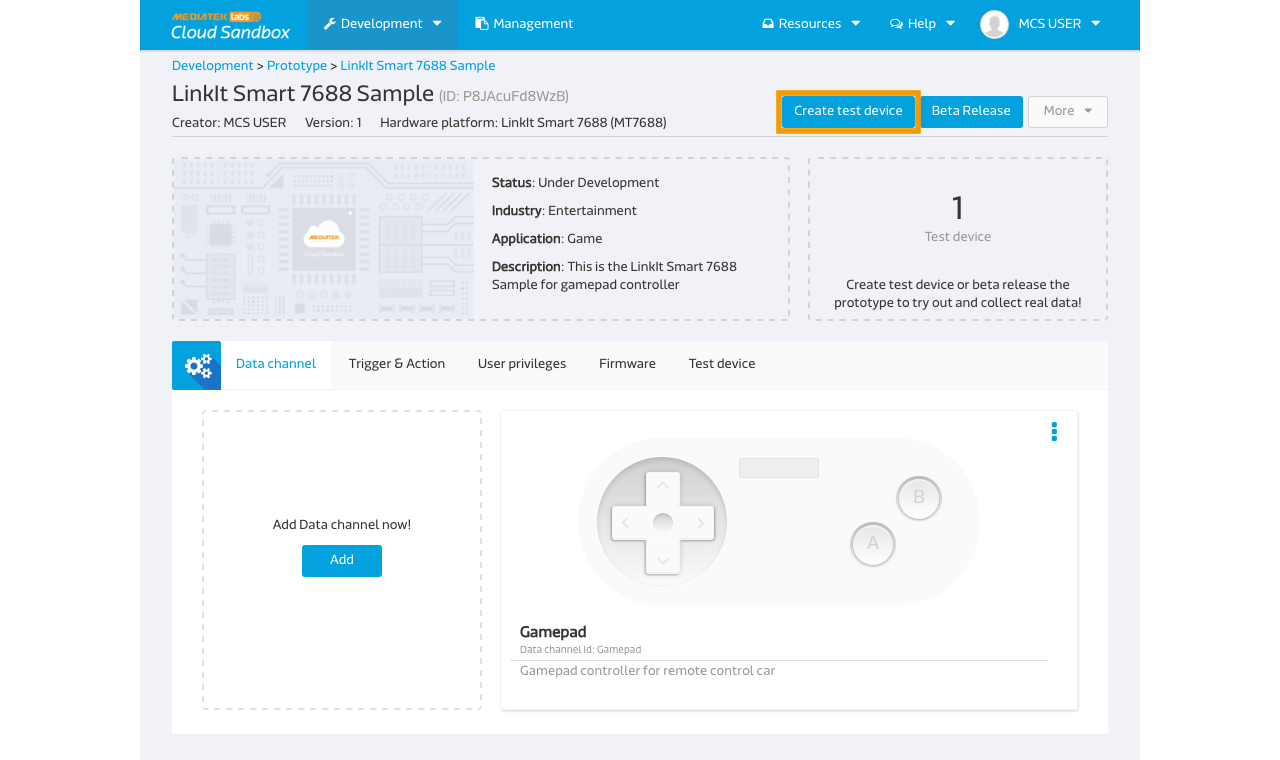 MEDIATEK labs
Cloud Sandbox
Development
Management
Resources
Help
MCS USER
Development > Prototype > LinkIt Smart 7688 Sample
LinkIt Smart 7688 Sample (ID: P8JAcuFd8WzB)
Creator: MCS USER Version: 1 Hardware platform: LinkIt Smart 7688 (MT7688)
Create test device
Beta Release
More
MEDIATEK
Cloud Sandbox
Status: Under Development
Industry: Entertainment
Application: Game
Description: This is the LinkIt Smart 7688
Sample for gamepad controller
1
Test device
Create test device or beta release the
prototype to try out and collect real data!
Data channel
Trigger & Action
User privileges
Firmware
Test device
Add Data channel now!
Add
B
A
Gamepad
Data channel Id: Gamepad
Gamepad controller for remote control car